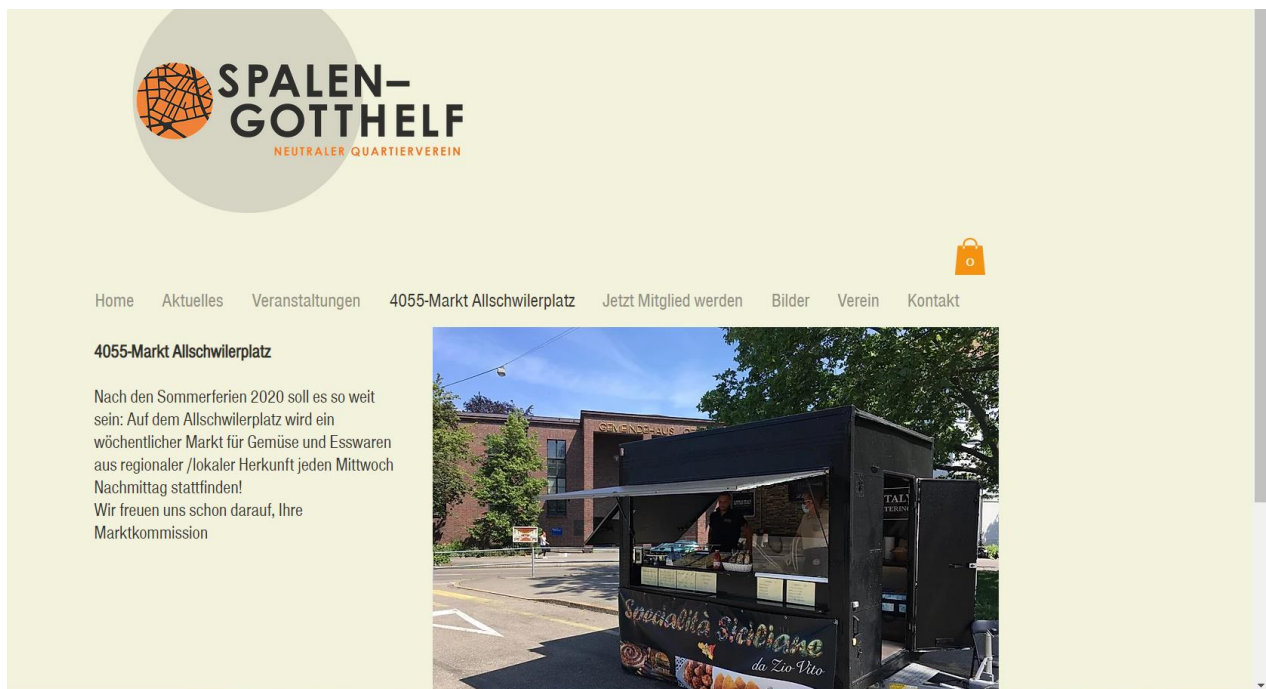 SPALEN–
GOTTHELF
NEUTRALER QUARTIERVEREIN
0
Home Aktuelles Veranstaltungen 4055-Markt Allschwilerplatz Jetzt Mitglied werden Bilder Verein Kontakt
4055-Markt Allschwilerplatz
Nach den Sommerferien 2020 soll es so weit
sein: Auf dem Allschwilerplatz wird ein
wöchentlicher Markt für Gemüse und Esswaren
aus regionaler /lokaler Herkunft jeden Mittwoch
Nachmittag stattfinden!
Wir freuen uns schon darauf, Ihre
Marktkommission
GEMEINDEHAUS
Specialità Siciliane
da Zio Vito